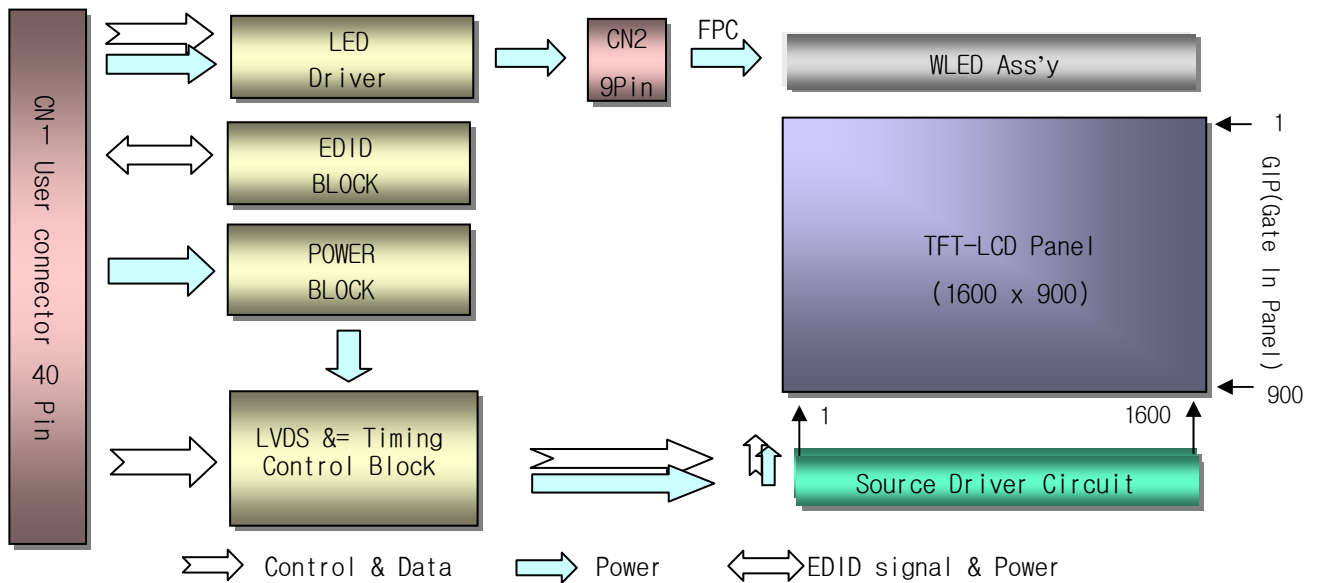 CN- User connector 40 Pin
LED
Driver
CN2
9Pin
FPC
WLED Ass'y
EDID
BLOCK
POWER
BLOCK
LVDS &= Timing
Control Block
TFT-LCD Panel
(1600 x 900)
1
GIP(Gate In Panel)
900
1
1600
Source Driver Circuit
Control & Data
Power
EDID signal & Power